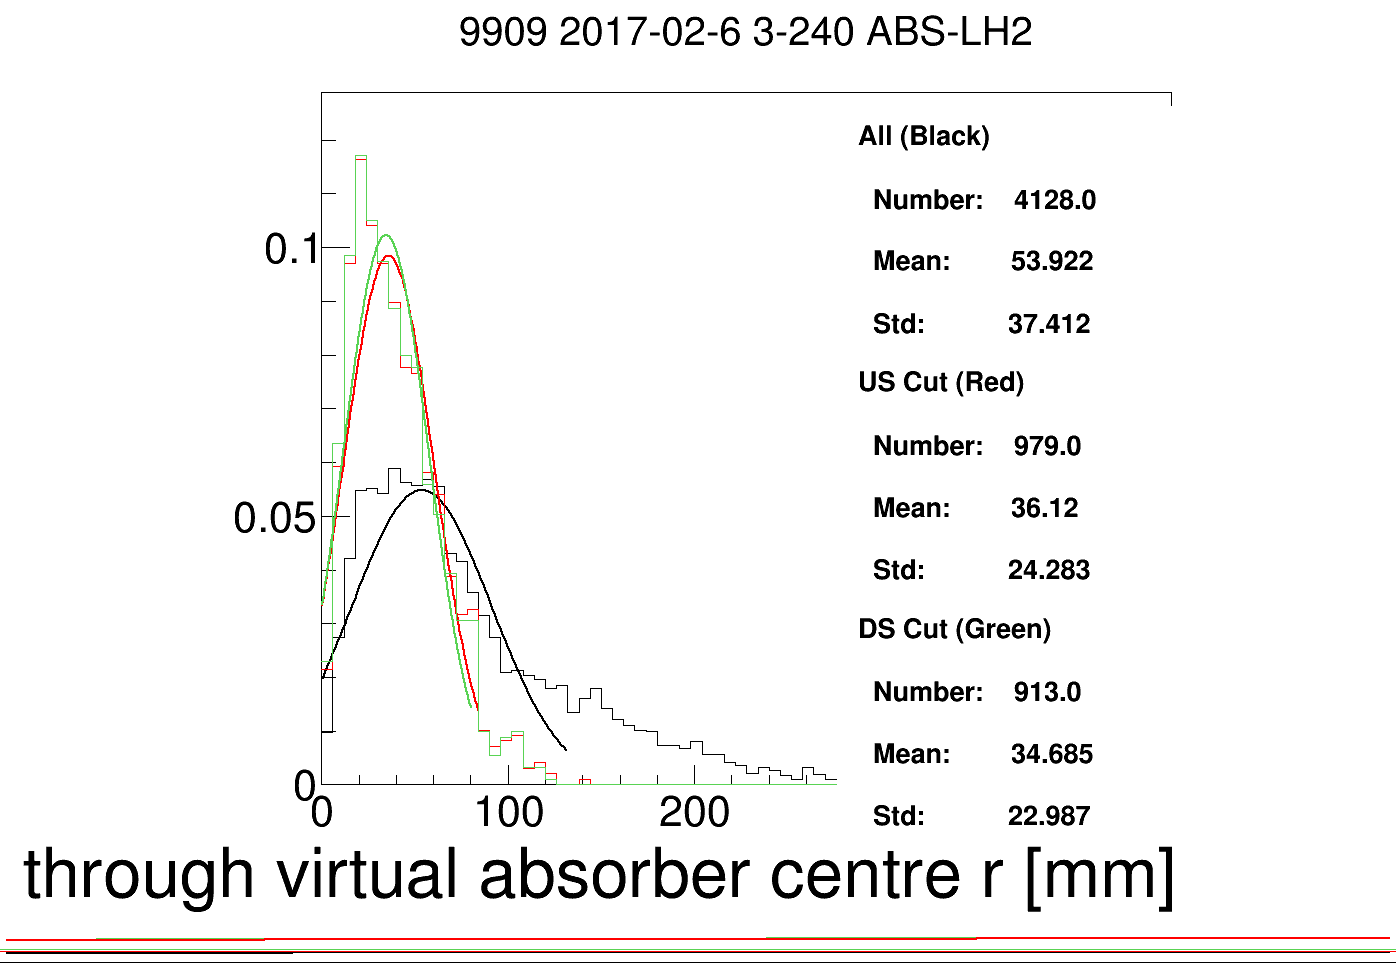 9909 2017-02-6 3-240 ABS-LH2
All (Black)
Number: 4128.0
Mean: 53.922
Std: 37.412
US Cut (Red)
Number: 979.0
Mean: 36.12
Std: 24.283
DS Cut (Green)
Number: 913.0
Mean: 34.685
Std: 22.987
0.1
0.05
0
0 100 200
through virtual absorber centre r [mm]